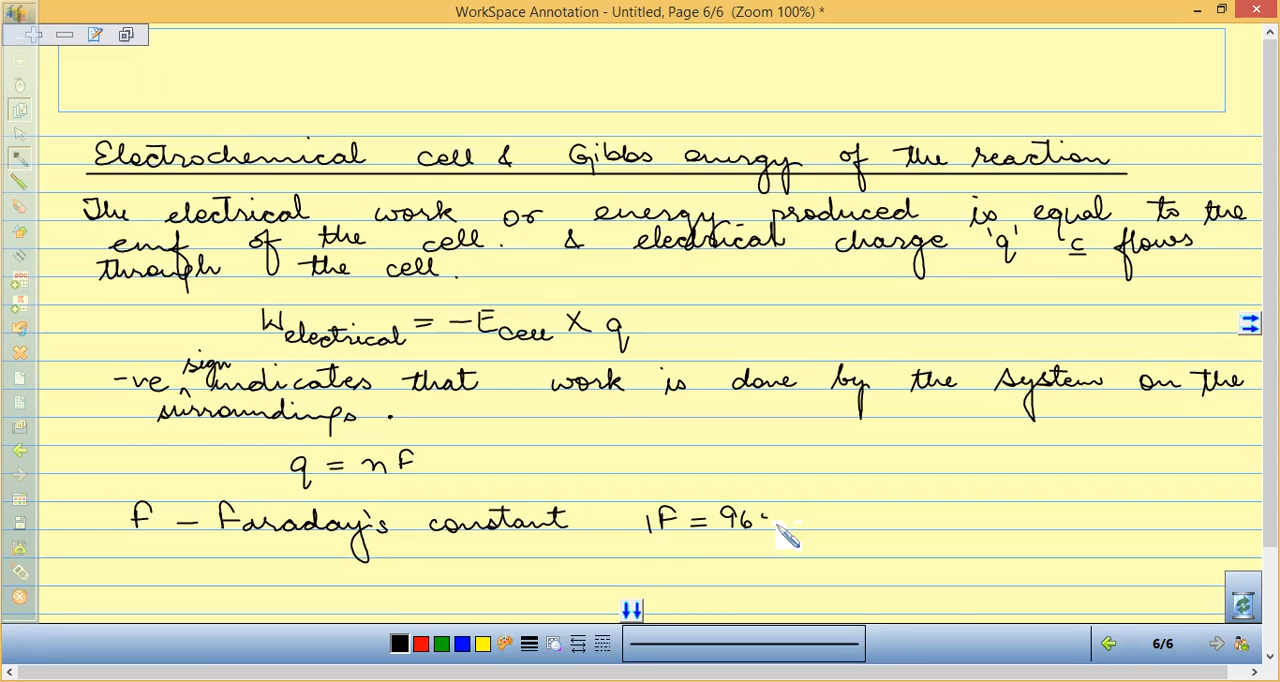 WorkSpace Annotation - Untitled, Page 6/6 (Zoom 100%) *
Electrochemical cell & Gibbs energy of the reaction
The electrical work or energy produced is equal to the
emf of the cell. & electrical charge 'q' C flows
through the cell.
Welectrical = -Ecell X q
sign
-ve ^ indicates that work is done by the system on the
surroundings.
q = nF
F - Faraday's constant 1F = 96
6/6